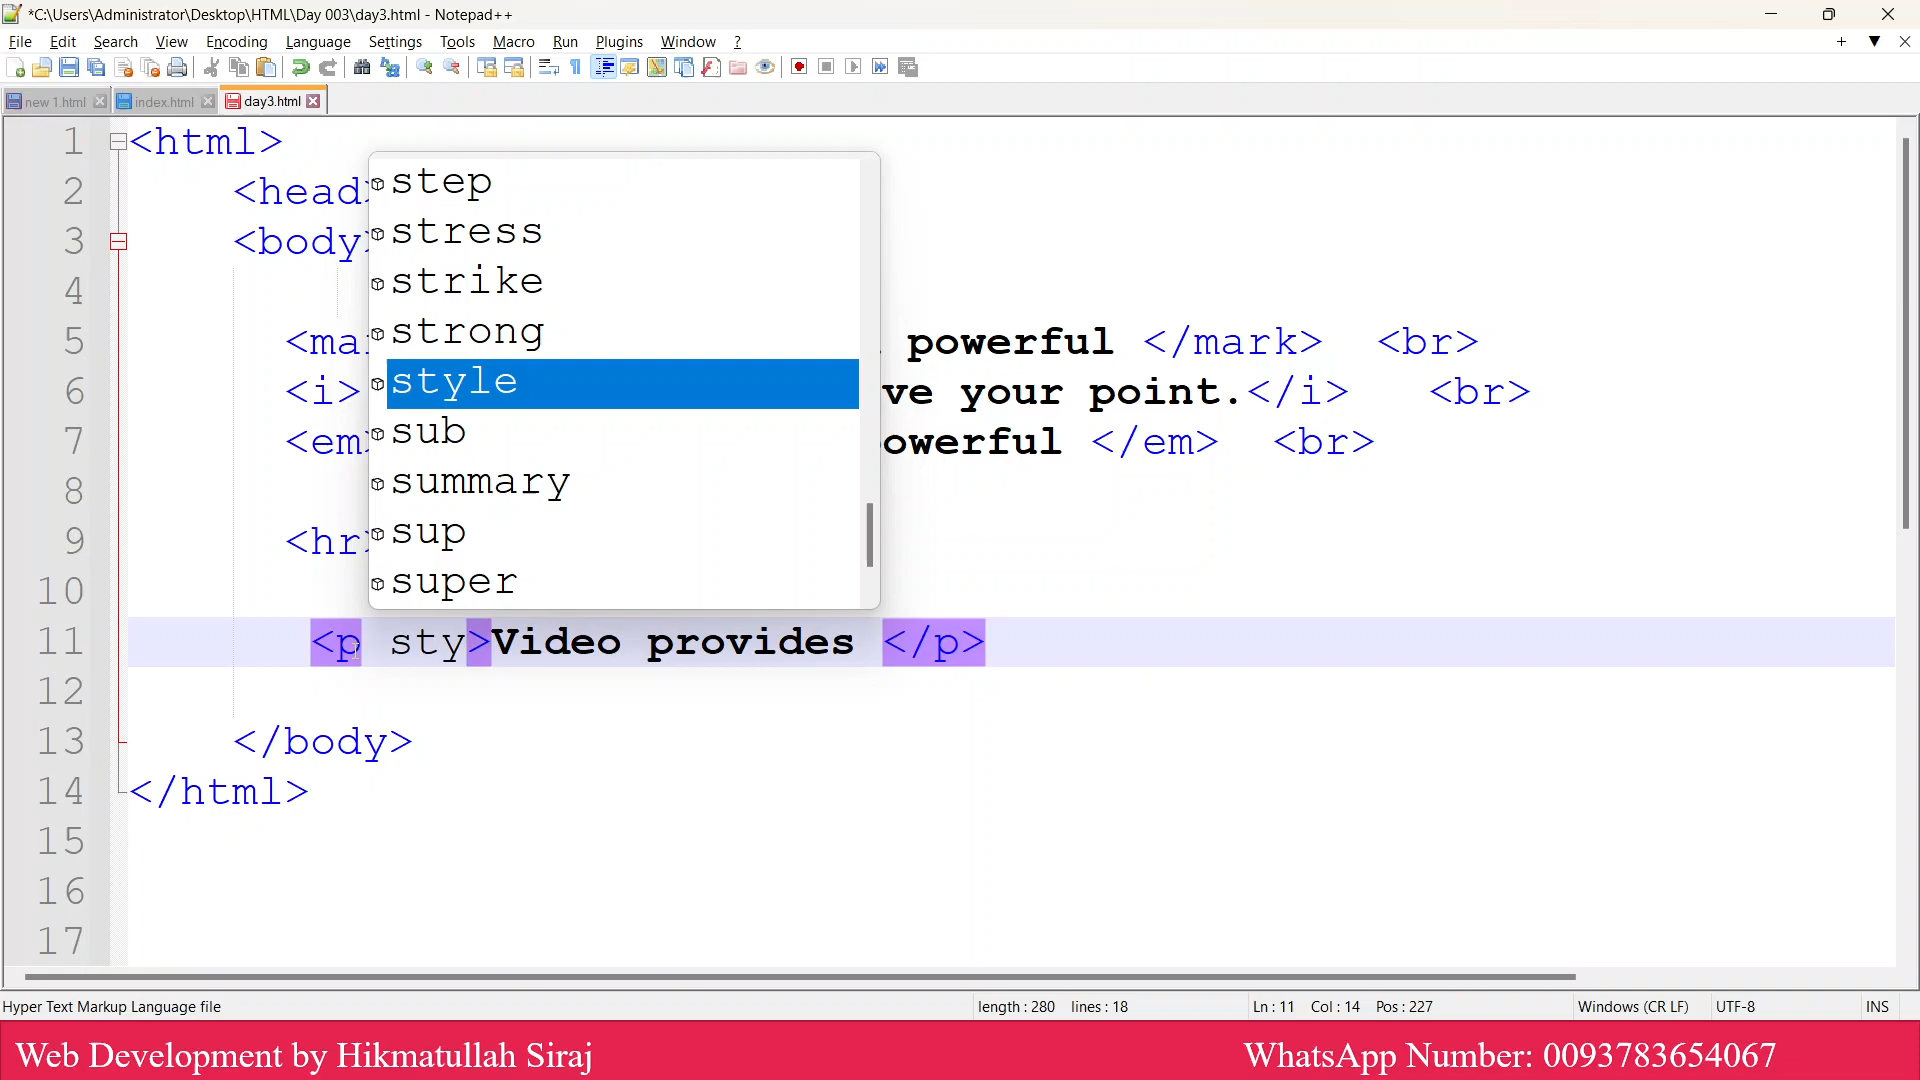 *C:\Users\Administrator\Desktop\HTML\Day 003\day3.html - Notepad++
File Edit Search View Encoding Language Settings Tools Macro Run Plugins Window ?
new 1.html index.html day3.html
1 <html>
2 <head>
3 <body>
4
5 <ma powerful </mark> <br>
6 <i> ve your point.</i> <br>
7 <em> owerful </em> <br>
8
9 <hr>
10
11 <p sty>Video provides </p>
12
13 </body>
14 </html>
15
16
17
step
stress
strike
strong
style
sub
summary
sup
super
Hyper Text Markup Language file length : 280 lines : 18 Ln : 11 Col : 14 Pos : 227 Windows (CR LF) UTF-8 INS
Web Development by Hikmatullah Siraj WhatsApp Number: 0093783654067